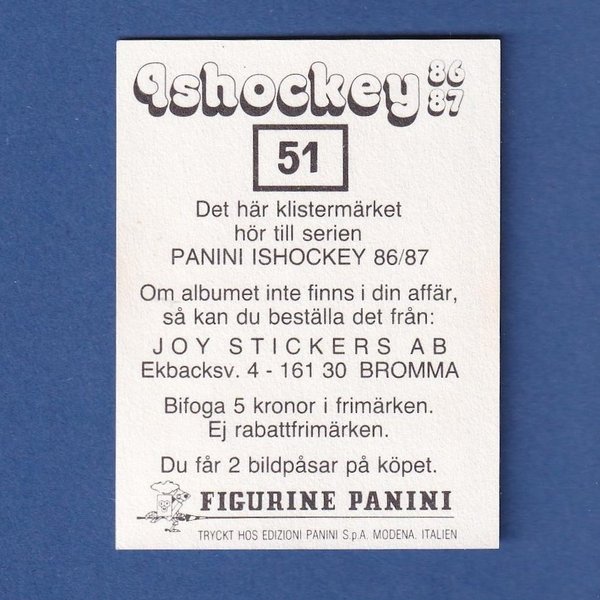 Ishockey 86 87
51
Det här klistermärket
hör till serien
PANINI ISHOCKEY 86/87
Om albumet inte finns i din affär,
så kan du beställa det från:
JOY STICKERS AB
Ekbacksv. 4 - 161 30 BROMMA
Bifoga 5 kronor i frimärken.
Ej rabattfrimärken.
Du får 2 bildpåsar på köpet.
FIGURINE PANINI
TRYCKT HOS EDIZIONI PANINI S.p.A. MODENA. ITALIEN